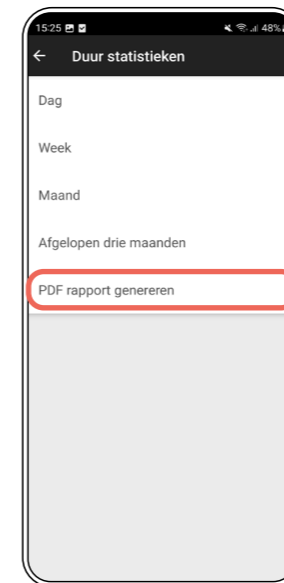 15:25 48%
Duur statistieken
Dag
Week
Maand
Afgelopen drie maanden
PDF rapport genereren